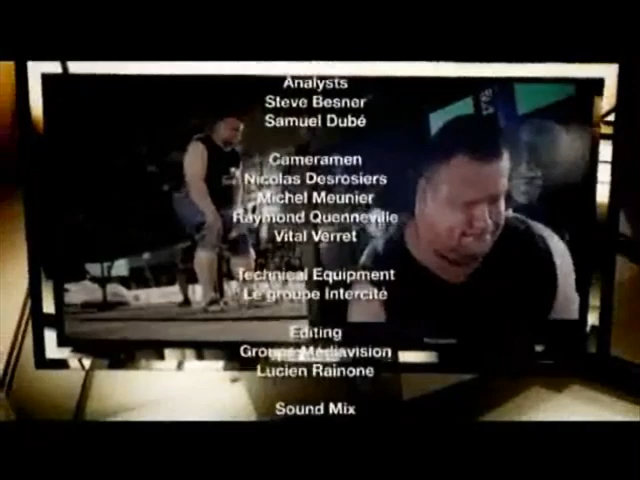 Analysts
Steve Besner
Samuel Dubé
Cameramen
Nicolas Desrosiers
Michel Meunier
Raymond Quenneville
Vital Verret
Technical Equipment
Le groupe Intercité
Editing
Groupe Médiavision
Lucien Rainone
Sound Mix